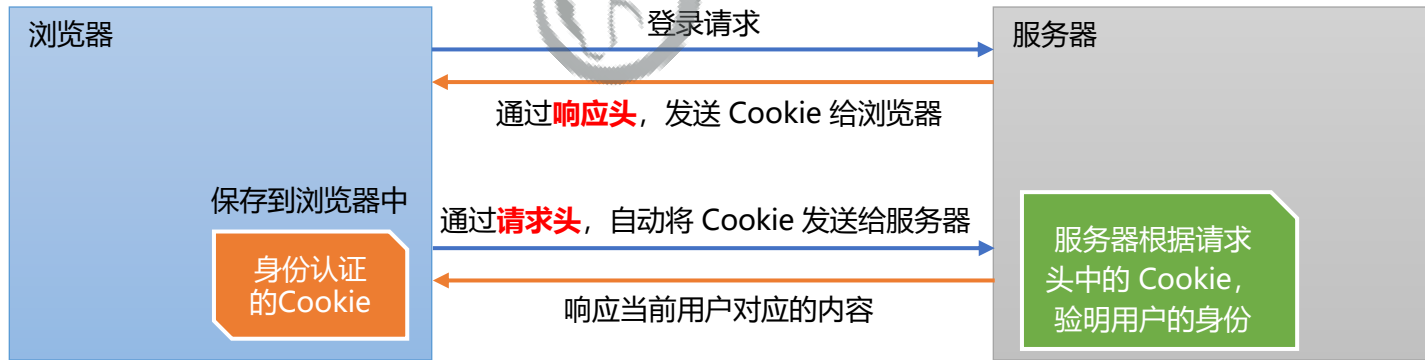 浏览器
登录请求
服务器
通过响应头，发送 Cookie 给浏览器
保存到浏览器中
通过请求头，自动将 Cookie 发送给服务器
身份认证
的Cookie
服务器根据请求
头中的 Cookie，
验明用户的身份
响应当前用户对应的内容